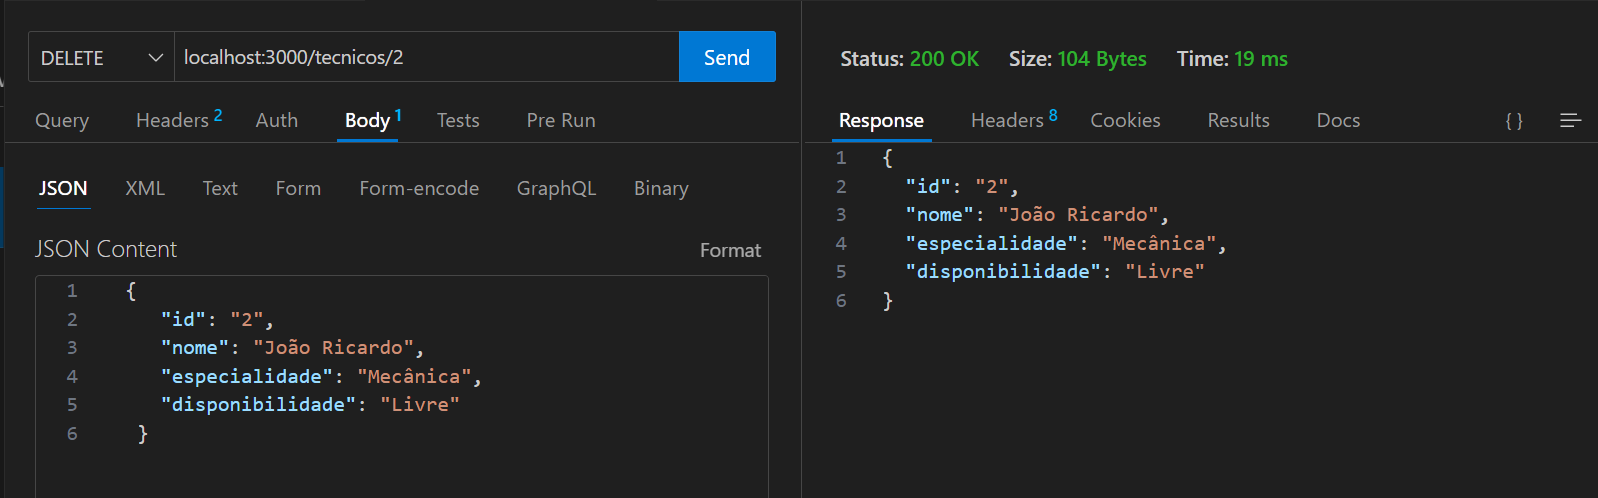 DELETE localhost:3000/tecnicos/2 Send
Query Headers 2 Auth Body 1 Tests Pre Run
JSON XML Text Form Form-encode GraphQL Binary
JSON Content Format
1 {
2 "id": "2",
3 "nome": "João Ricardo",
4 "especialidade": "Mecânica",
5 "disponibilidade": "Livre"
6 }
Status: 200 OK Size: 104 Bytes Time: 19 ms
Response Headers 8 Cookies Results Docs { }
1 {
2 "id": "2",
3 "nome": "João Ricardo",
4 "especialidade": "Mecânica",
5 "disponibilidade": "Livre"
6 }